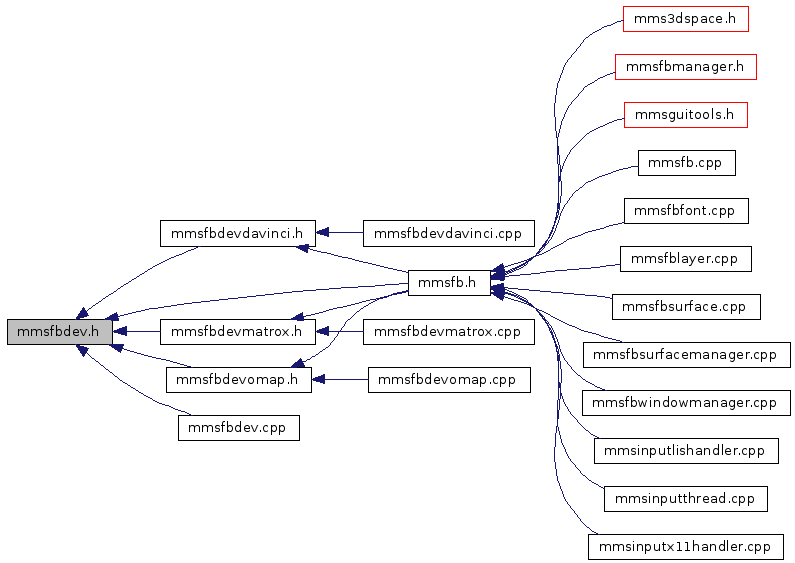 mms3dspace.h
mmsfbmanager.h
mmsguitools.h
mmsfb.cpp
mmsfbfont.cpp
mmsfbdevdavinci.h
mmsfbdevdavinci.cpp
mmsfblayer.cpp
mmsfb.h
mmsfbsurface.cpp
mmsfbdev.h
mmsfbdevmatrox.h
mmsfbdevmatrox.cpp
mmsfbsurfacemanager.cpp
mmsfbdevomap.h
mmsfbdevomap.cpp
mmsfbwindowmanager.cpp
mmsfbdev.cpp
mmsinputlishandler.cpp
mmsinputthread.cpp
mmsinputx11handler.cpp